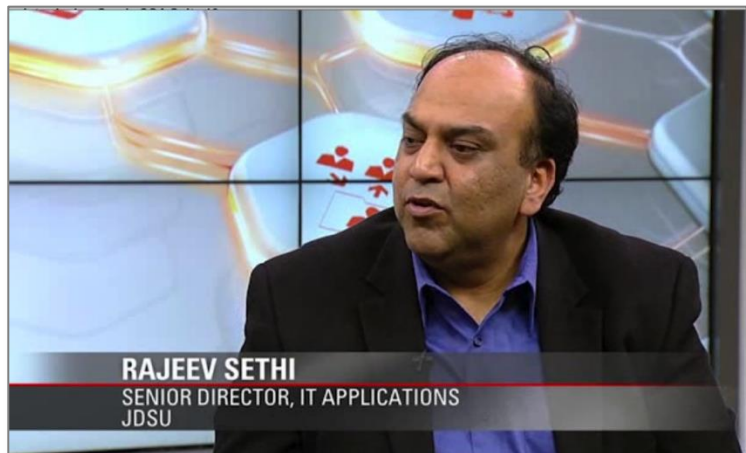 RAJEEV SETHI
SENIOR DIRECTOR, IT APPLICATIONS
JDSU